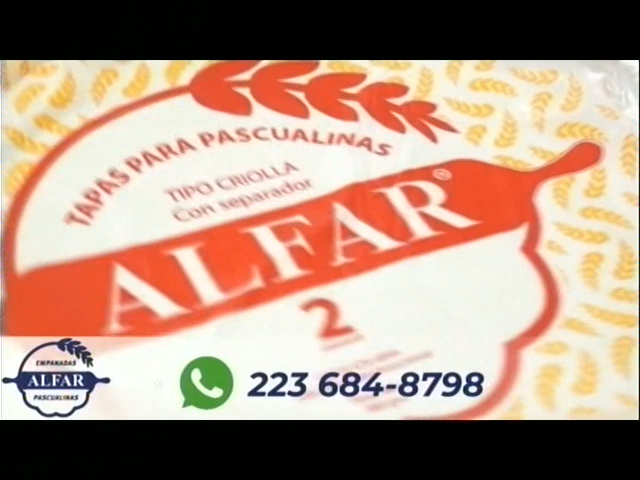 TAPAS PARA PASCUALINAS
TIPO CRIOLLA
Con separador
ALFAR®
2
EMPANADAS
ALFAR
PASCUALINAS
223 684-8798